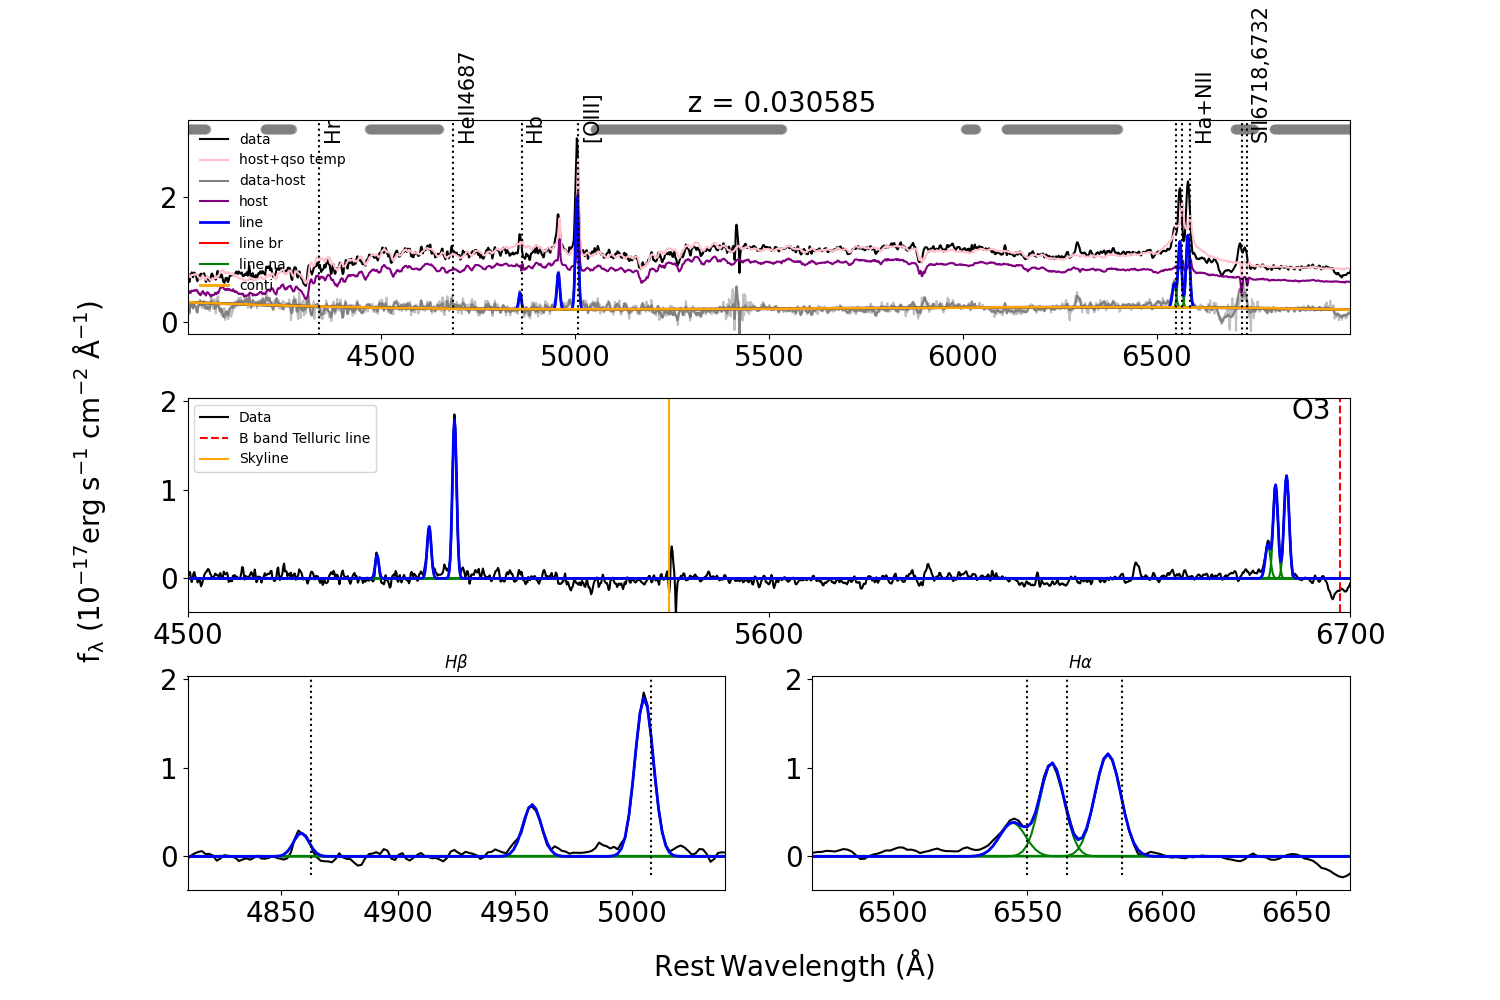 z = 0.030585
Hr
HeII4687
Hb
[OIII]
Ha+NII
SII6718,6732
data
host+qso temp
data-host
host
line
line br
line na
conti
2
0
4500 5000 5500 6000 6500
fλ (10⁻¹⁷erg s⁻¹ cm⁻² Å⁻¹)
O3
Data
B band Telluric line
Skyline
2
1
0
4500 5600 6700
Hβ
2
1
0
4850 4900 4950 5000
Hα
2
1
0
6500 6550 6600 6650
Rest Wavelength (Å)